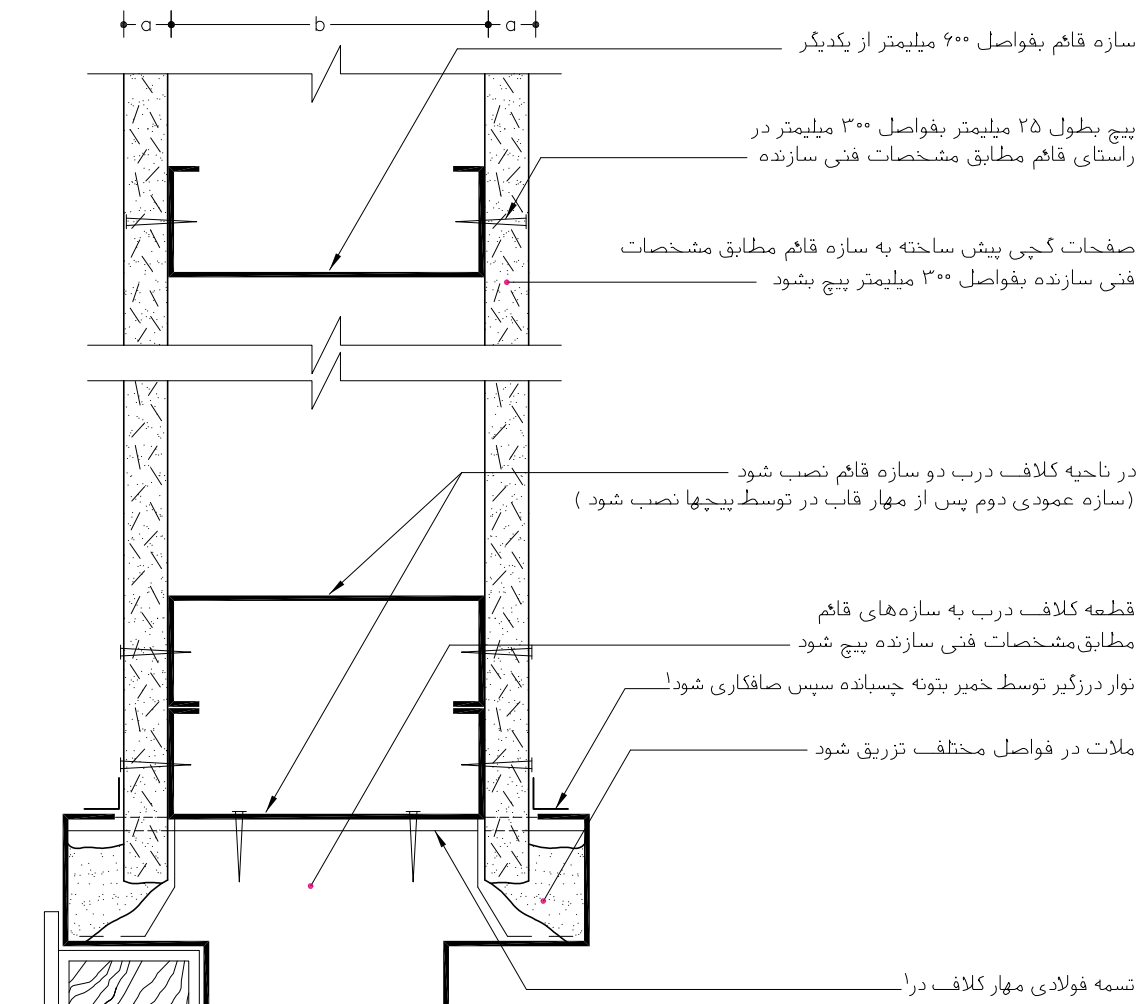 a b a
سازه قائم بفواصل ۶۰۰ میلیمتر از یکدیگر
پیچ بطول ۲۵ میلیمتر بفواصل ۳۰۰ میلیمتر در
راستای قائم مطابق مشخصات فنی سازنده
صفحات گچی پیش ساخته به سازه قائم مطابق مشخصات
فنی سازنده بفواصل ۳۰۰ میلیمتر پیچ بشود
در ناحیه کلاف درب دو سازه قائم نصب شود
(سازه عمودی دوم پس از مهار قاب در توسط پیچها نصب شود )
قطعه کلاف درب به سازه‌های قائم
مطابق مشخصات فنی سازنده پیچ شود
نوار درزگیر توسط خمیر بتونه چسبانده سپس صافکاری شود۱
ملات در فواصل مختلف تزریق شود
تسمه فولادی مهار کلاف در۱